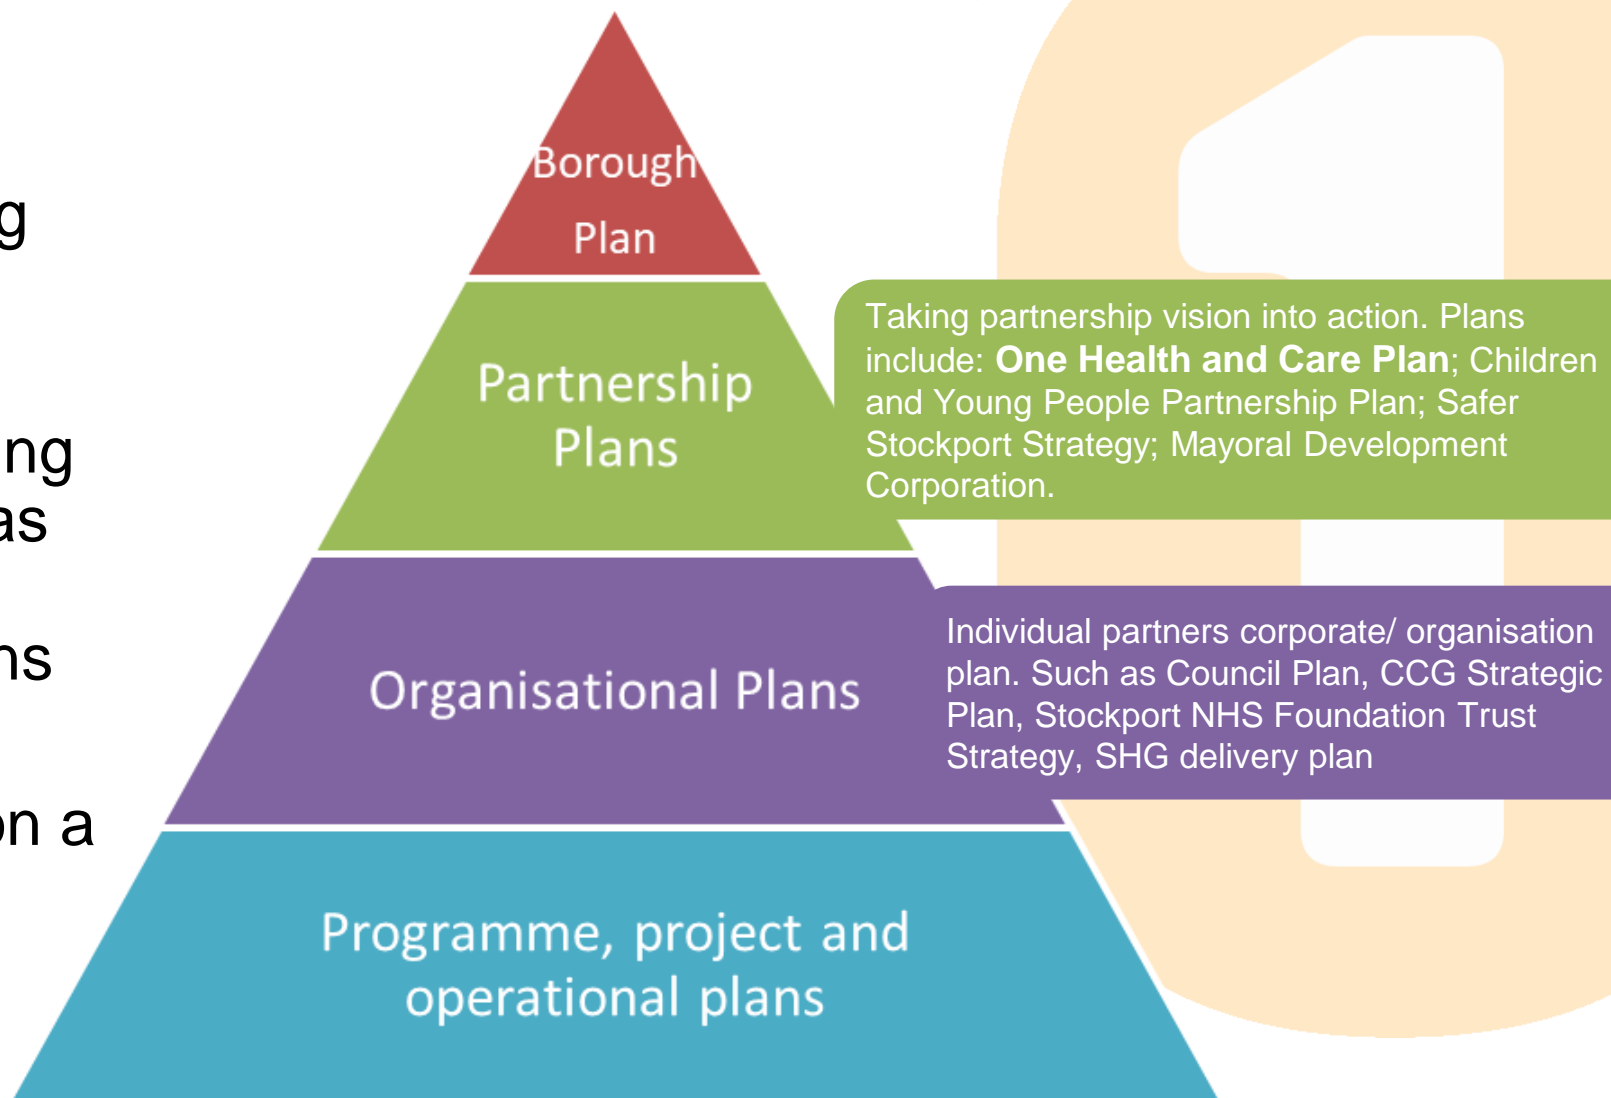 g
ing
as
ns
on a
Borough
Plan
Partnership
Plans
Taking partnership vision into action. Plans
include: One Health and Care Plan; Children
and Young People Partnership Plan; Safer
Stockport Strategy; Mayoral Development
Corporation.
Organisational Plans
Individual partners corporate/ organisation
plan. Such as Council Plan, CCG Strategic
Plan, Stockport NHS Foundation Trust
Strategy, SHG delivery plan
Programme, project and
operational plans
1